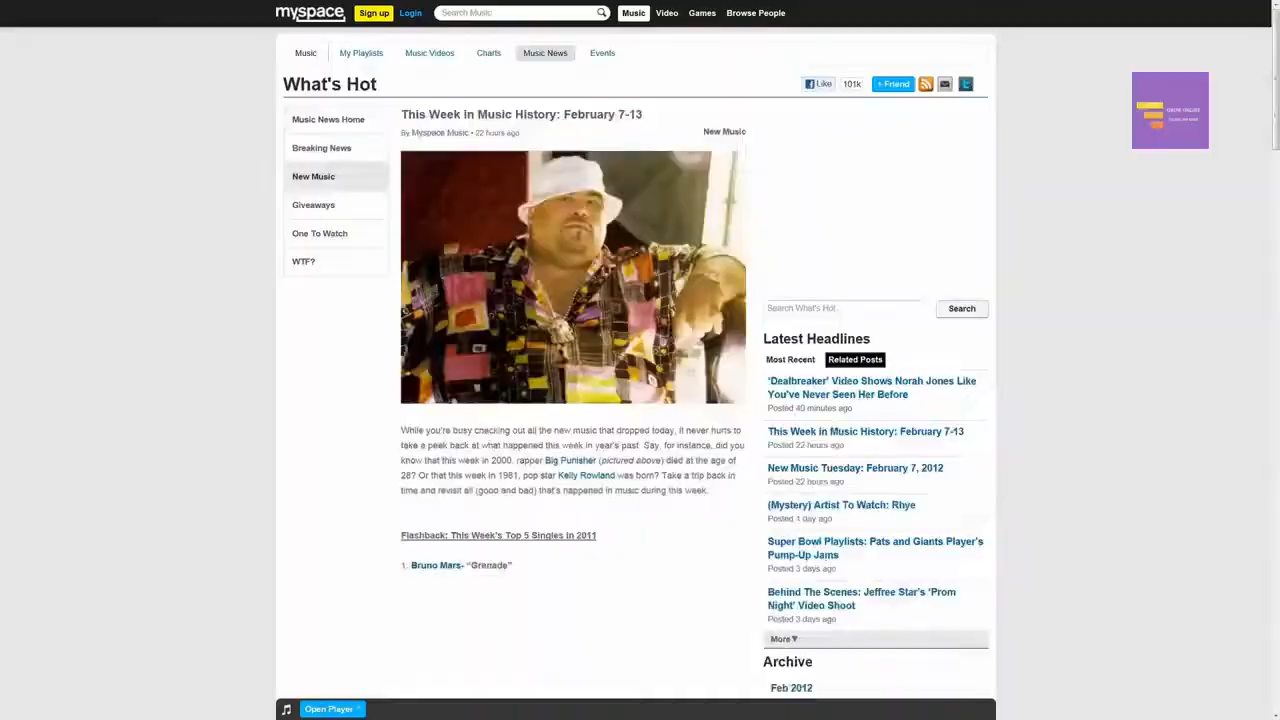 myspace
Sign up
Login
Search Music
Music
Video
Games
Browse People
Music
My Playlists
Music Videos
Charts
Music News
Events
What's Hot
Like
101k
+ Friend
Music News Home
Breaking News
New Music
Giveaways
One To Watch
WTF?
This Week in Music History: February 7-13
By Myspace Music • 22 hours ago
New Music
While you're busy checking out all the new music that dropped today, it never hurts to
take a peek back at what happened this week in year's past. Say, for instance, did you
know that this week in 2000, rapper Big Punisher (pictured above) died at the age of
28? Or that this week in 1981, pop star Kelly Rowland was born? Take a trip back in
time and revisit all (good and bad) that's happened in music during this week.
Flashback: This Week's Top 5 Singles in 2011
1. Bruno Mars- “Grenade”
Search What's Hot
Search
Latest Headlines
Most Recent
Related Posts
‘Dealbreaker’ Video Shows Norah Jones Like
You've Never Seen Her Before
Posted 40 minutes ago
This Week in Music History: February 7-13
Posted 22 hours ago
New Music Tuesday: February 7, 2012
Posted 22 hours ago
(Mystery) Artist To Watch: Rhye
Posted 1 day ago
Super Bowl Playlists: Pats and Giants Player's
Pump-Up Jams
Posted 3 days ago
Behind The Scenes: Jeffree Star's ‘Prom
Night’ Video Shoot
Posted 3 days ago
More▼
Archive
Feb 2012
Open Player